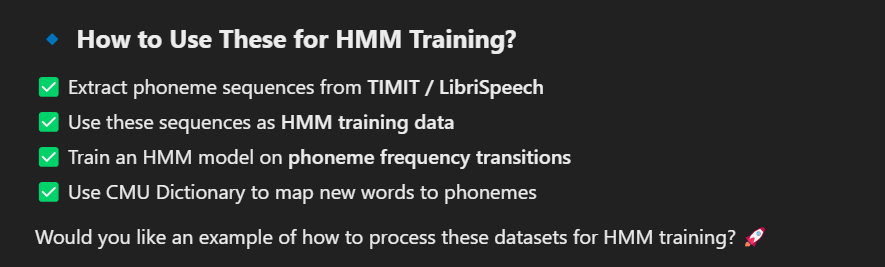 🔹 How to Use These for HMM Training?
✅ Extract phoneme sequences from TIMIT / LibriSpeech
✅ Use these sequences as HMM training data
✅ Train an HMM model on phoneme frequency transitions
✅ Use CMU Dictionary to map new words to phonemes
Would you like an example of how to process these datasets for HMM training? 🚀